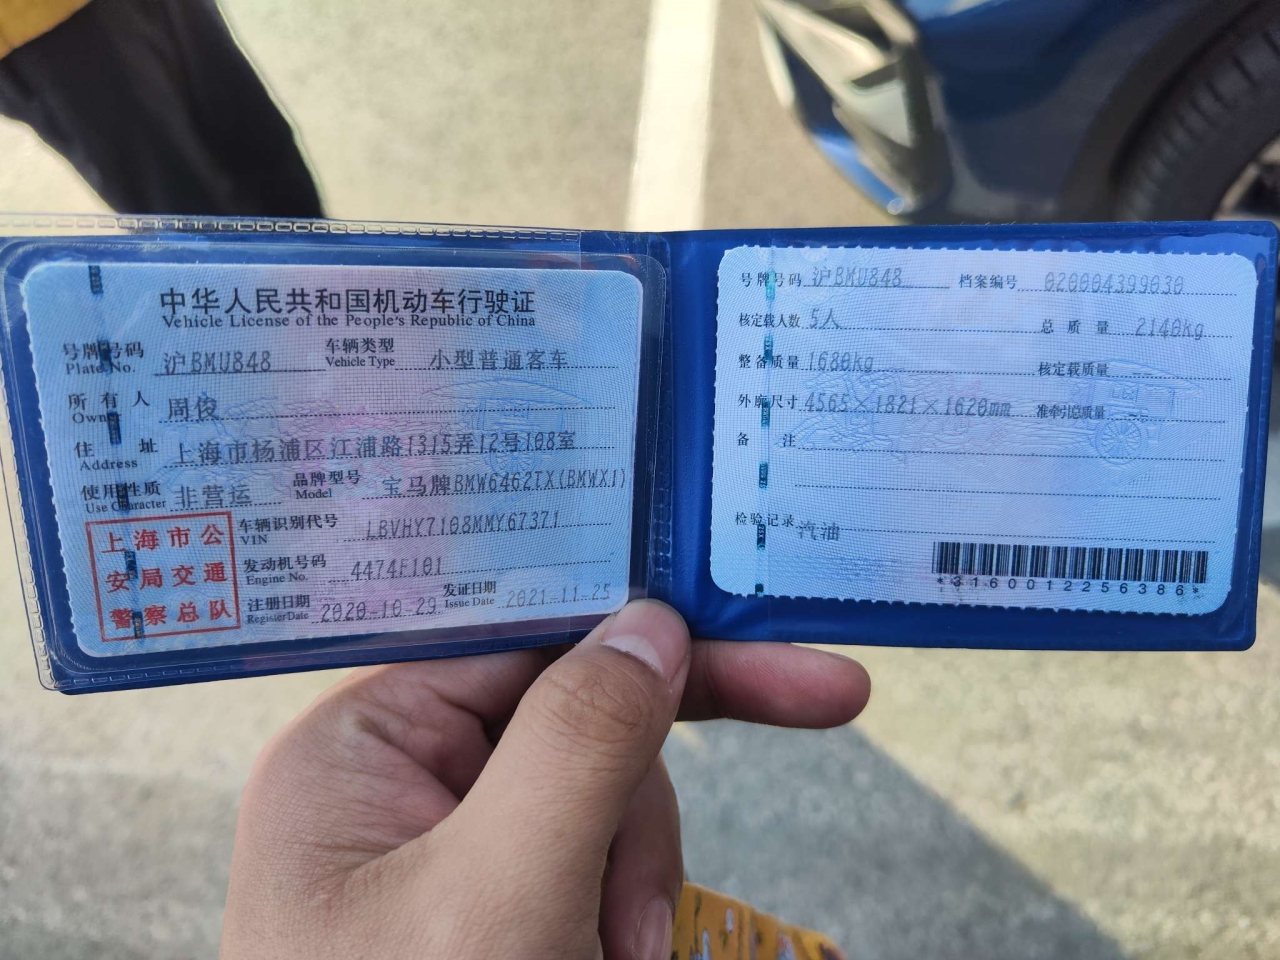 中华人民共和国机动车行驶证
Vehicle License of the People's Republic of China
号牌号码 沪BMU848 车辆类型 小型普通客车
Plate No. Vehicle Type
所有人 周俊
Owner
住址 上海市杨浦区江浦路1315弄12号108室
Address
使用性质 非营运 品牌型号 宝马牌BMW6462TX(BMWX1)
Use Character Model
上海市公安局交通警察总队
车辆识别代号 LBVHY7108MMY67371
VIN
发动机号码 4474F101
Engine No.
注册日期 2020-10-29 发证日期 2021-11-25
Register Date Issue Date
号牌号码 沪BMU848 档案编号 020004399030
核定载人数 5人 总质量 2140kg
整备质量 1680kg 核定载质量
外廓尺寸 4565×1821×1620mm 准牵引总质量
备注
检验记录 汽油
*3160012256386*